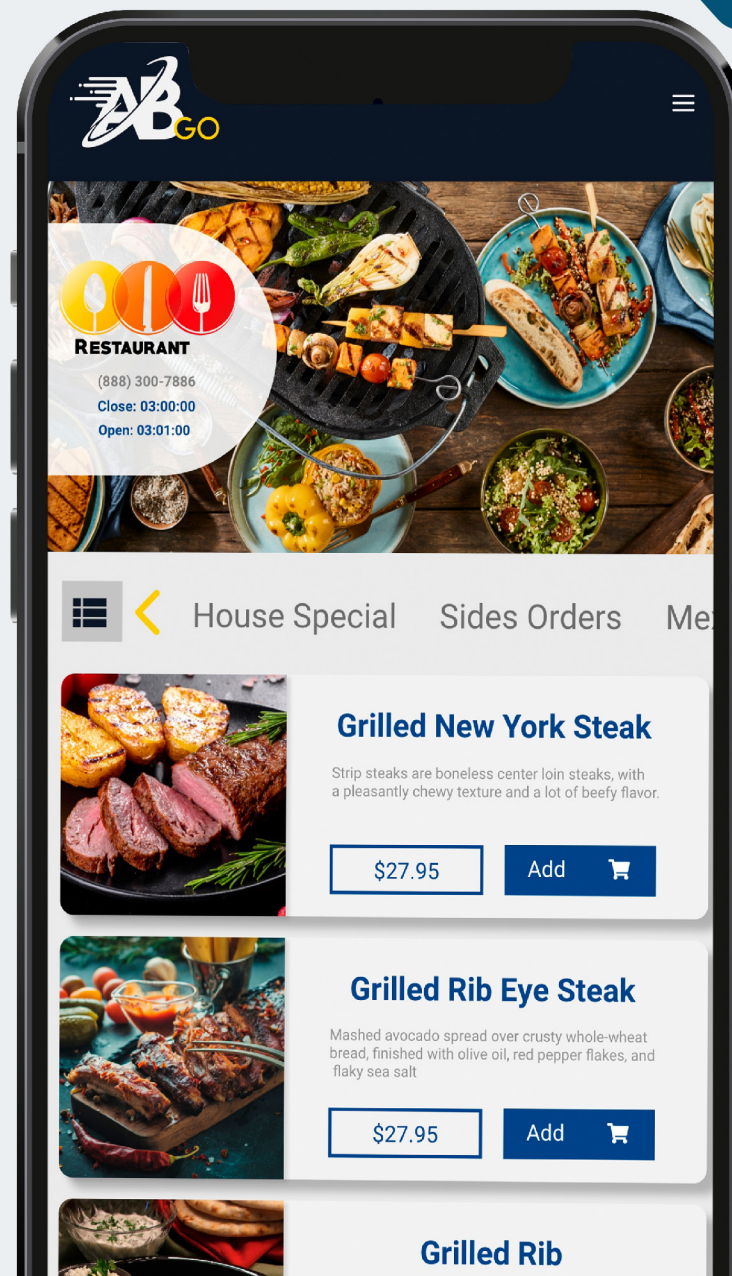 AB GO
RESTAURANT
(888) 300-7886
Close: 03:00:00
Open: 03:01:00
House Special Sides Orders Me
Grilled New York Steak
Strip steaks are boneless center loin steaks, with
a pleasantly chewy texture and a lot of beefy flavor.
$27.95 Add
Grilled Rib Eye Steak
Mashed avocado spread over crusty whole-wheat
bread, finished with olive oil, red pepper flakes, and
flaky sea salt
$27.95 Add
Grilled Rib